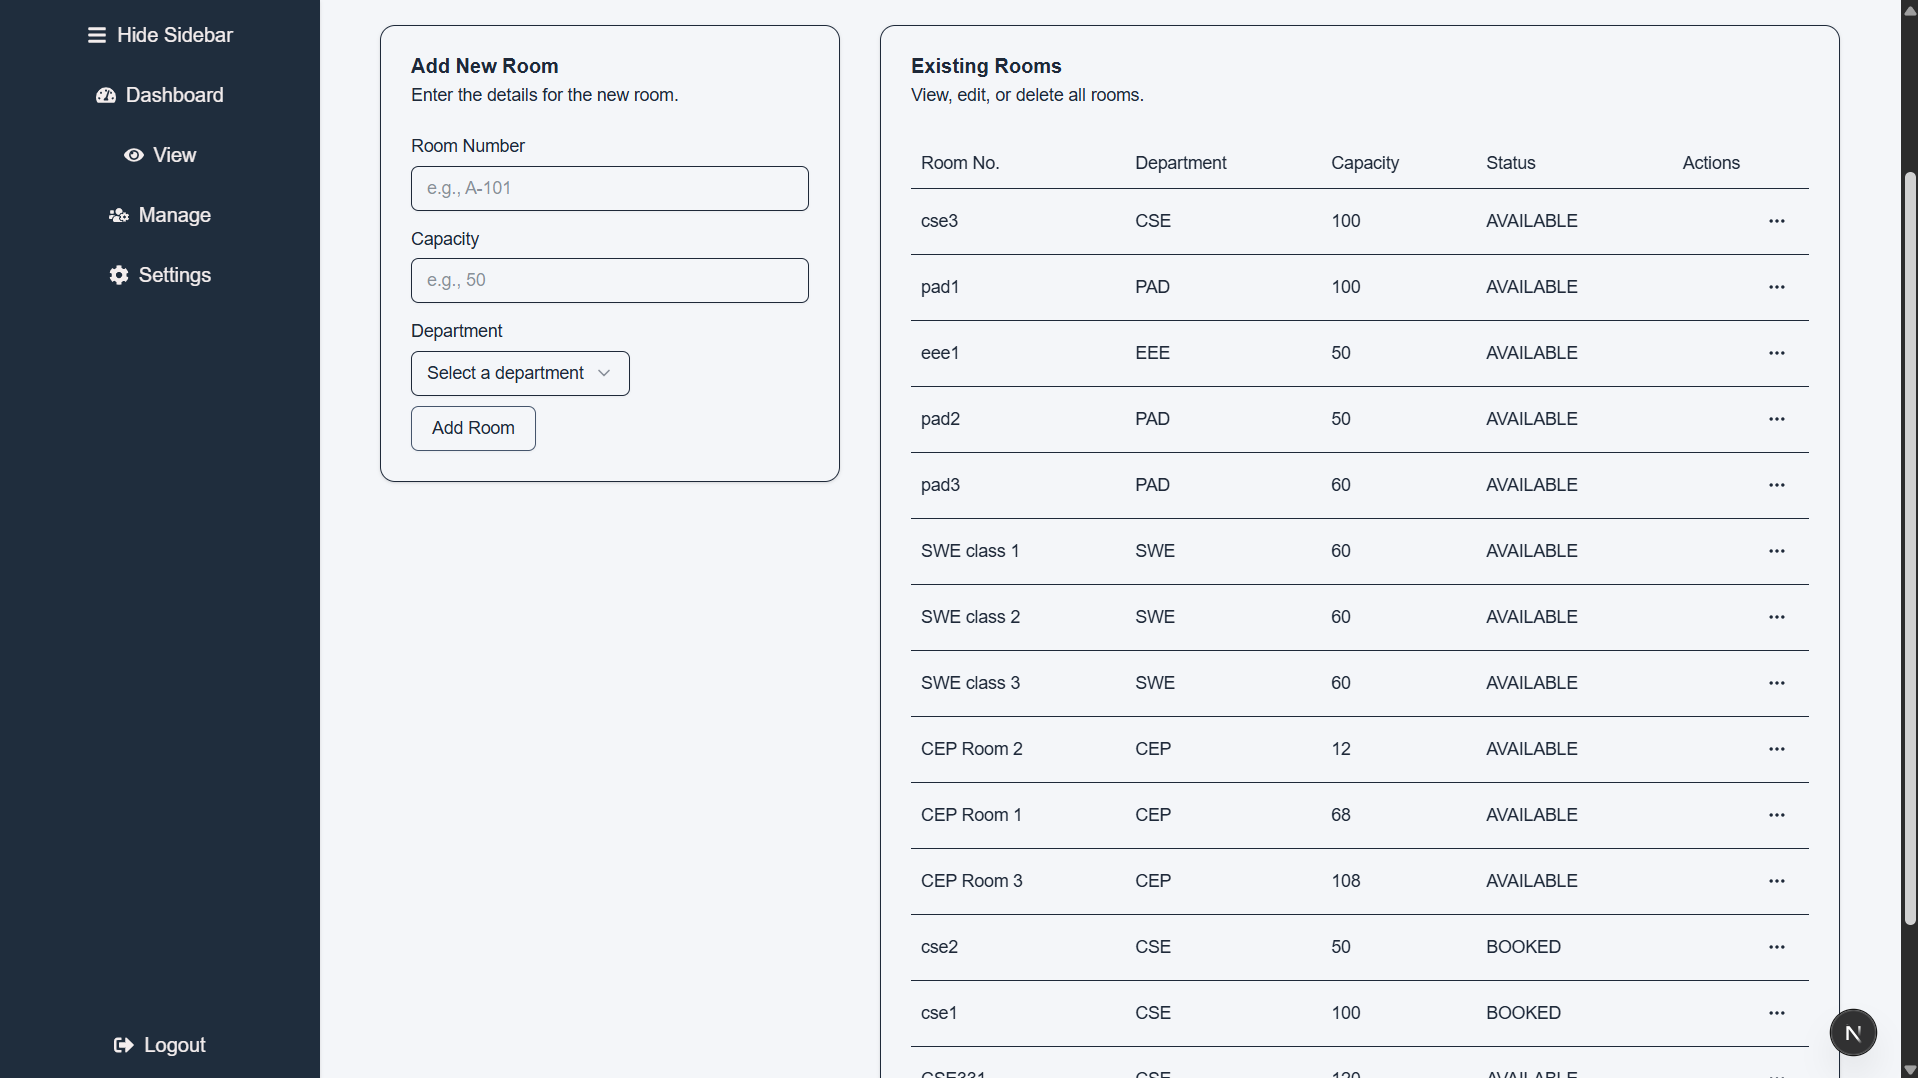 Hide Sidebar
Dashboard
View
Manage
Settings
Logout
Add New Room
Enter the details for the new room.
Room Number
e.g., A-101
Capacity
e.g., 50
Department
Select a department
Add Room
Existing Rooms
View, edit, or delete all rooms.
Room No. Department Capacity Status Actions
cse3 CSE 100 AVAILABLE ...
pad1 PAD 100 AVAILABLE ...
eee1 EEE 50 AVAILABLE ...
pad2 PAD 50 AVAILABLE ...
pad3 PAD 60 AVAILABLE ...
SWE class 1 SWE 60 AVAILABLE ...
SWE class 2 SWE 60 AVAILABLE ...
SWE class 3 SWE 60 AVAILABLE ...
CEP Room 2 CEP 12 AVAILABLE ...
CEP Room 1 CEP 68 AVAILABLE ...
CEP Room 3 CEP 108 AVAILABLE ...
cse2 CSE 50 BOOKED ...
cse1 CSE 100 BOOKED ...
CSE331 CSE 120 AVAILABLE ...
N